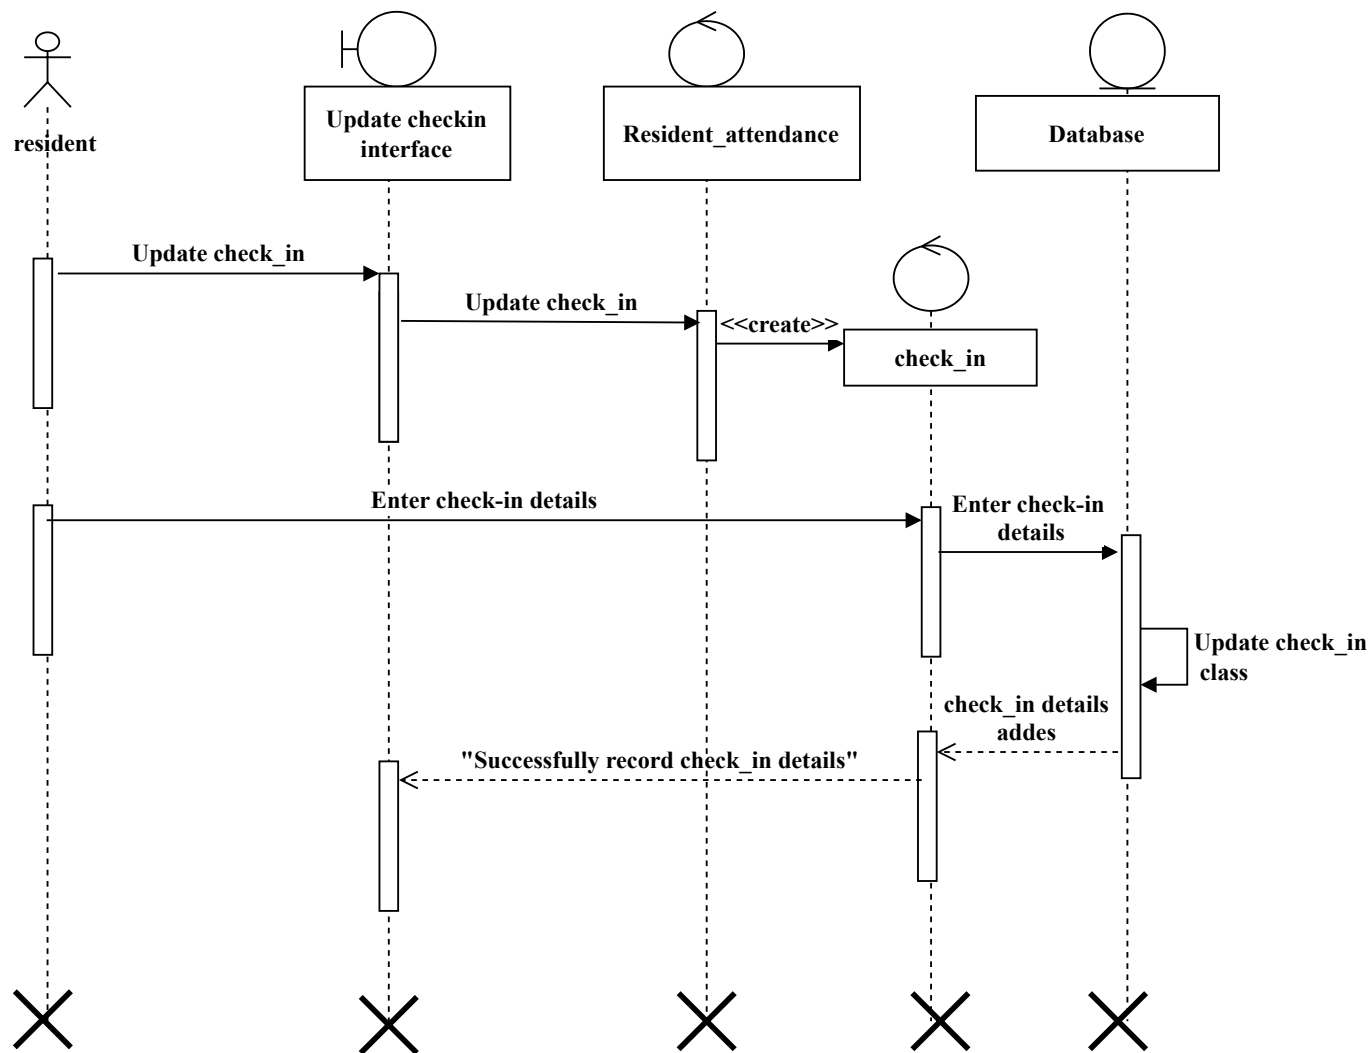 resident
Update checkin
interface
Resident_attendance
Database
Update check_in
Update check_in
<<create>>
check_in
Enter check-in details
Enter check-in
details
Update check_in
class
check_in details
addes
"Successfully record check_in details"